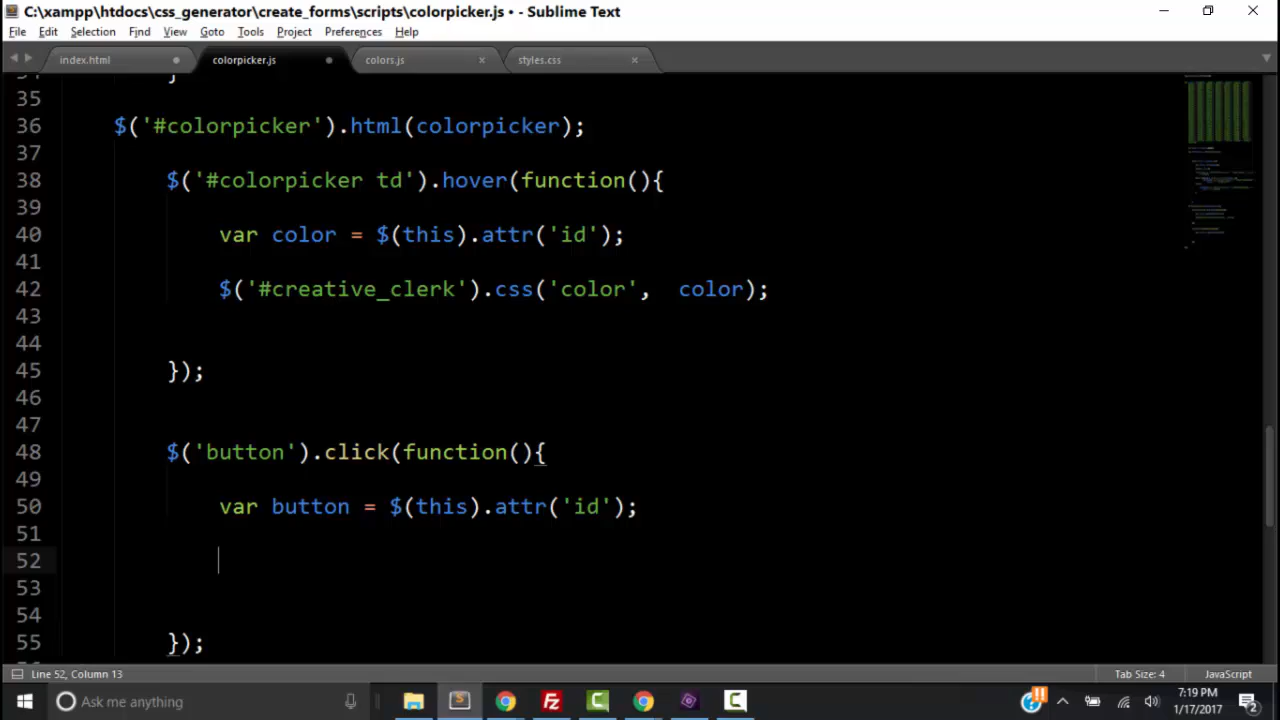 C:\xampp\htdocs\css_generator\create_forms\scripts\colorpicker.js • - Sublime Text
File Edit Selection Find View Goto Tools Project Preferences Help
index.html colorpicker.js colors.js styles.css
34 }
35
36 $('#colorpicker').html(colorpicker);
37
38 $('#colorpicker td').hover(function(){
39
40 var color = $(this).attr('id');
41
42 $('#creative_clerk').css('color', color);
43
44
45 });
46
47
48 $('button').click(function(){
49
50 var button = $(this).attr('id');
51
52
53
54
55 });
Line 52, Column 13 Tab Size: 4 JavaScript
Ask me anything 7:19 PM
1/17/2017 2